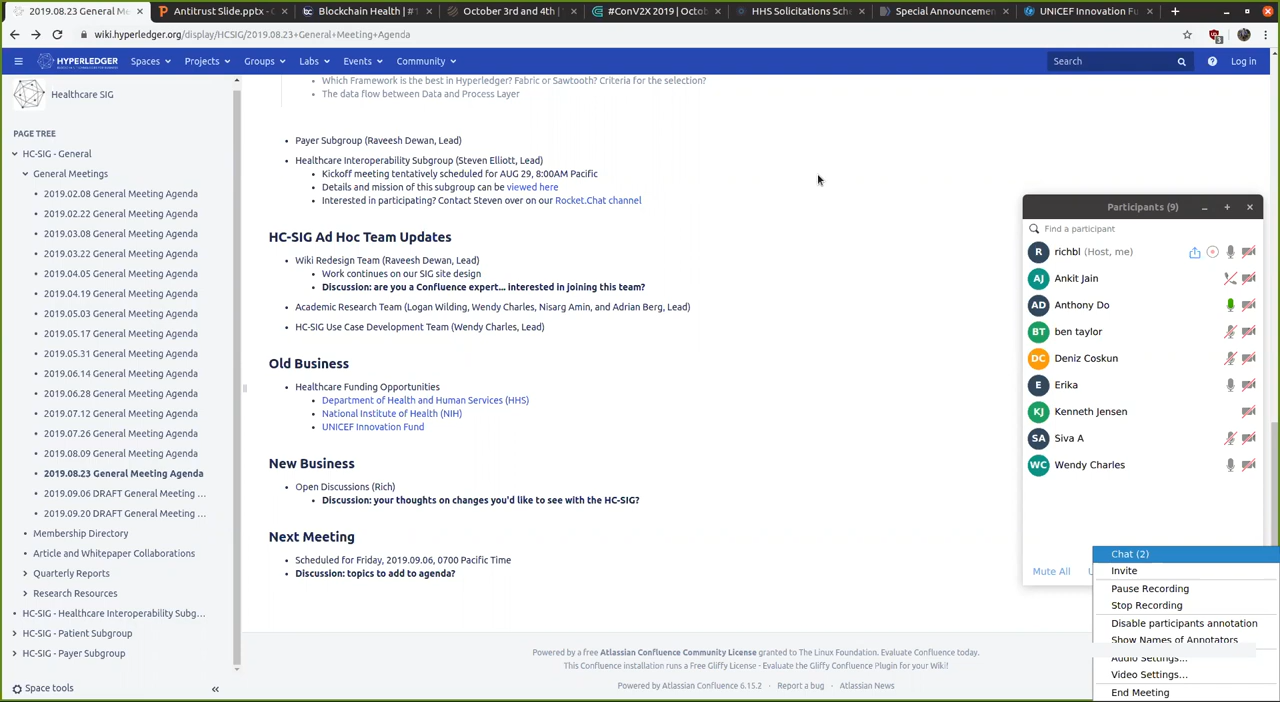 2019.08.23 General Me
Antitrust Slide.pptx - G
Blockchain Health | #1
October 3rd and 4th |
#ConV2X 2019 | Octob
HHS Solicitations Sch
Special Announcemen
UNICEF Innovation Fu
wiki.hyperledger.org/display/HCSIG/2019.08.23+General+Meeting+Agenda
HYPERLEDGER
Spaces
Projects
Groups
Labs
Events
Community
Search
Log in
Healthcare SIG
PAGE TREE
HC-SIG - General
General Meetings
2019.02.08 General Meeting Agenda
2019.02.22 General Meeting Agenda
2019.03.08 General Meeting Agenda
2019.03.22 General Meeting Agenda
2019.04.05 General Meeting Agenda
2019.04.19 General Meeting Agenda
2019.05.03 General Meeting Agenda
2019.05.17 General Meeting Agenda
2019.05.31 General Meeting Agenda
2019.06.14 General Meeting Agenda
2019.06.28 General Meeting Agenda
2019.07.12 General Meeting Agenda
2019.07.26 General Meeting Agenda
2019.08.09 General Meeting Agenda
2019.08.23 General Meeting Agenda
2019.09.06 DRAFT General Meeting ...
2019.09.20 DRAFT General Meeting ...
Membership Directory
Article and Whitepaper Collaborations
Quarterly Reports
Research Resources
HC-SIG - Healthcare Interoperability Subg...
HC-SIG - Patient Subgroup
HC-SIG - Payer Subgroup
Space tools
Which Framework is the best in Hyperledger? Fabric or Sawtooth? Criteria for the selection?
The data flow between Data and Process Layer
Payer Subgroup (Raveesh Dewan, Lead)
Healthcare Interoperability Subgroup (Steven Elliott, Lead)
Kickoff meeting tentatively scheduled for AUG 29, 8:00AM Pacific
Details and mission of this subgroup can be viewed here
Interested in participating? Contact Steven over on our Rocket.Chat channel
HC-SIG Ad Hoc Team Updates
Wiki Redesign Team (Raveesh Dewan, Lead)
Work continues on our SIG site design
Discussion: are you a Confluence expert... interested in joining this team?
Academic Research Team (Logan Wilding, Wendy Charles, Nisarg Amin, and Adrian Berg, Lead)
HC-SIG Use Case Development Team (Wendy Charles, Lead)
Old Business
Healthcare Funding Opportunities
Department of Health and Human Services (HHS)
National Institute of Health (NIH)
UNICEF Innovation Fund
New Business
Open Discussions (Rich)
Discussion: your thoughts on changes you'd like to see with the HC-SIG?
Next Meeting
Scheduled for Friday, 2019.09.06, 0700 Pacific Time
Discussion: topics to add to agenda?
Powered by a free Atlassian Confluence Community License granted to The Linux Foundation. Evaluate Confluence today.
This Confluence installation runs a Free Gliffy License - Evaluate the Gliffy Confluence Plugin for your Wiki!
Powered by Atlassian Confluence 6.15.2 · Report a bug · Atlassian News
Participants (9)
Find a participant
R richbl (Host, me)
AJ Ankit Jain
AD Anthony Do
BT ben taylor
DC Deniz Coskun
E Erika
KJ Kenneth Jensen
SA Siva A
WC Wendy Charles
Mute All
Chat (2)
Invite
Pause Recording
Stop Recording
Disable participants annotation
Show Names of Annotators
Audio Settings...
Video Settings...
End Meeting